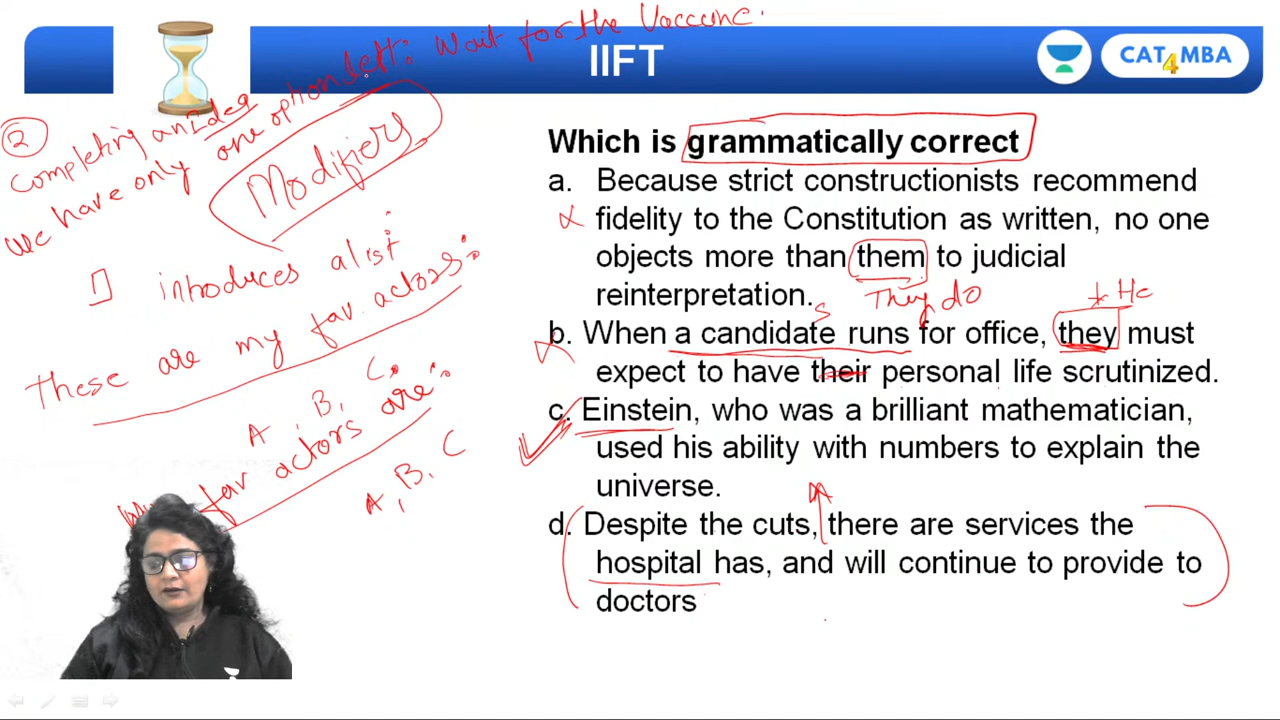 IIFT
CAT4MBA
Wait for the Vaccine.
②
Completing an Idea
We have only one option left:
Modifiers
introduces a list
These are my fav. actors:
A B, C.
fav actors are:
A, B, C
Which is grammatically correct
a. Because strict constructionists recommend
fidelity to the Constitution as written, no one
objects more than them to judicial
reinterpretation.
They do
s
He
b. When a candidate runs for office, they must
expect to have their personal life scrutinized.
c. Einstein, who was a brilliant mathematician,
used his ability with numbers to explain the
universe.
d. Despite the cuts, there are services the
hospital has, and will continue to provide to
doctors